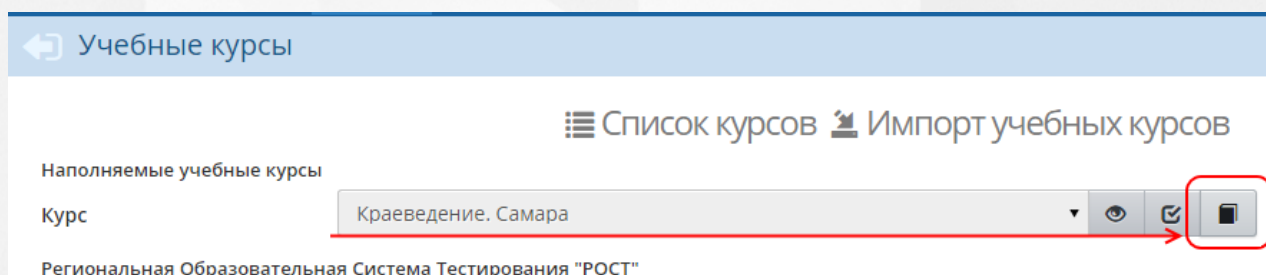 Учебные курсы
Список курсов Импорт учебных курсов
Наполняемые учебные курсы
Курс Краеведение. Самара
Региональная Образовательная Система Тестирования "РОСТ"